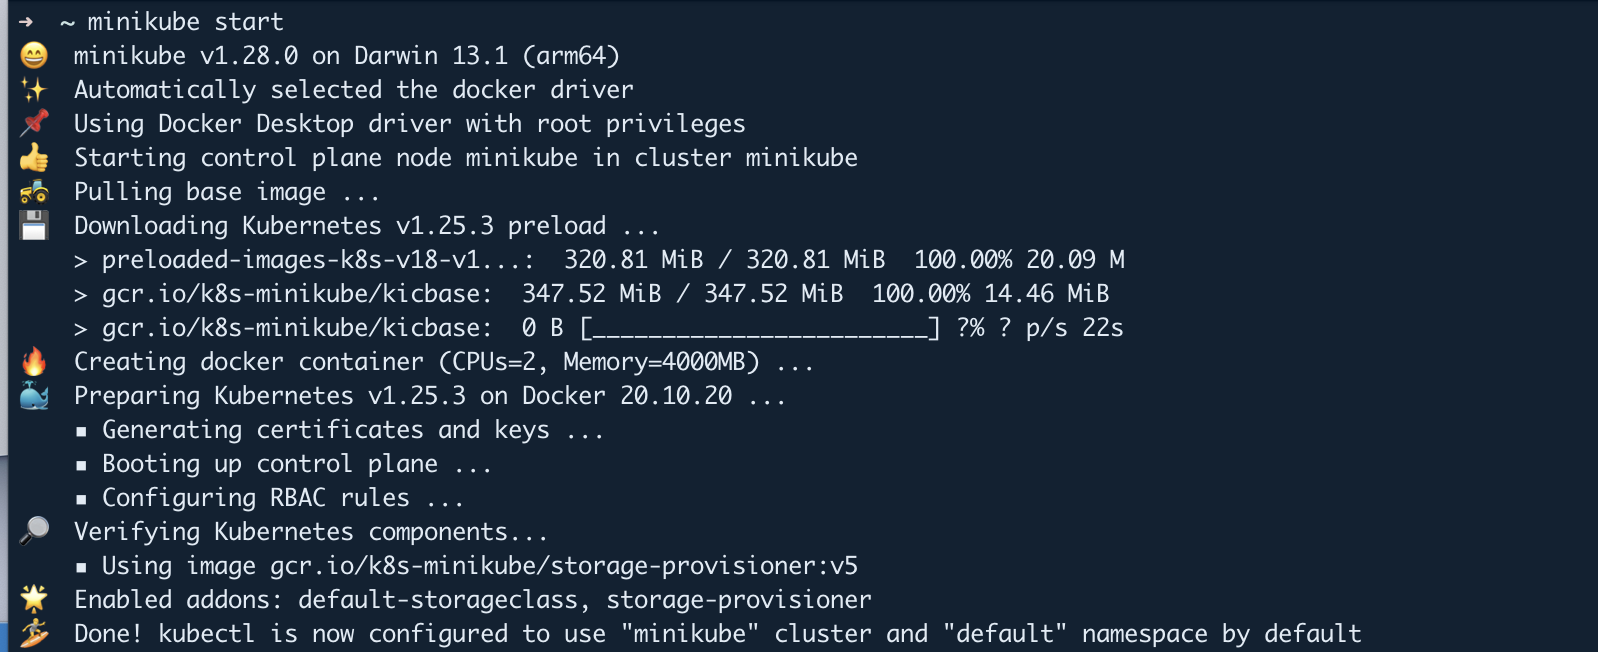 ➜  ~ minikube start
😄  minikube v1.28.0 on Darwin 13.1 (arm64)
✨  Automatically selected the docker driver
📌  Using Docker Desktop driver with root privileges
👍  Starting control plane node minikube in cluster minikube
🚜  Pulling base image ...
💾  Downloading Kubernetes v1.25.3 preload ...
    > preloaded-images-k8s-v18-v1...:  320.81 MiB / 320.81 MiB  100.00% 20.09 M
    > gcr.io/k8s-minikube/kicbase:  347.52 MiB / 347.52 MiB  100.00% 14.46 MiB
    > gcr.io/k8s-minikube/kicbase:  0 B [________________________] ?% ? p/s 22s
🔥  Creating docker container (CPUs=2, Memory=4000MB) ...
🐳  Preparing Kubernetes v1.25.3 on Docker 20.10.20 ...
    ▪ Generating certificates and keys ...
    ▪ Booting up control plane ...
    ▪ Configuring RBAC rules ...
🔎  Verifying Kubernetes components...
    ▪ Using image gcr.io/k8s-minikube/storage-provisioner:v5
🌟  Enabled addons: default-storageclass, storage-provisioner
🏄  Done! kubectl is now configured to use "minikube" cluster and "default" namespace by default